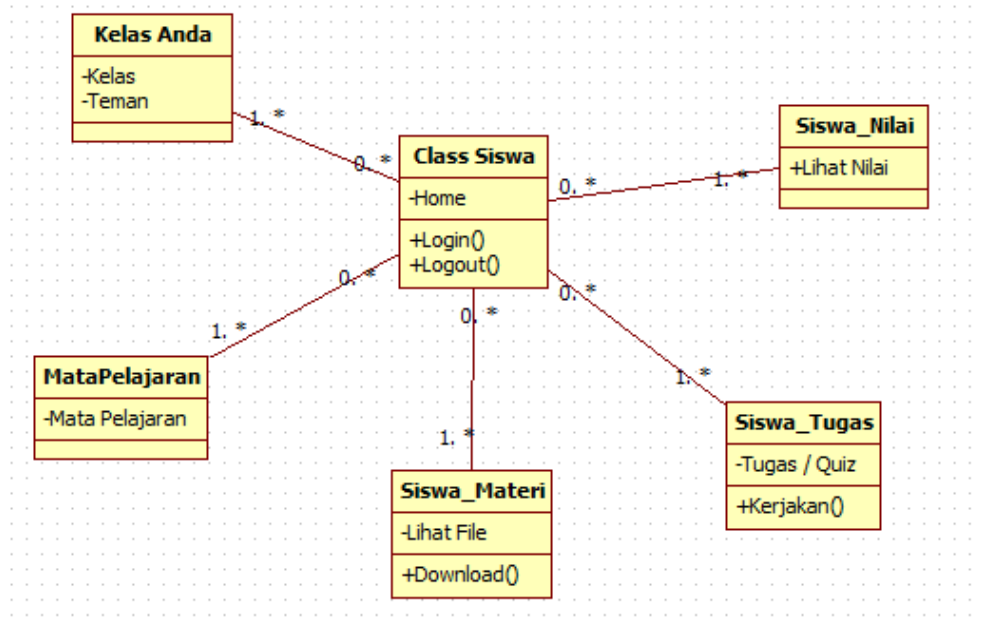 Kelas Anda
-Kelas
-Teman
1. *
0. *
Class Siswa
-Home
+Login()
+Logout()
Siswa_Nilai
+Lihat Nilai
0. *
1. *
0. *
1. *
MataPelajaran
-Mata Pelajaran
0. *
1. *
Siswa_Materi
-Lihat File
+Download()
0. *
1. *
Siswa_Tugas
-Tugas / Quiz
+Kerjakan()